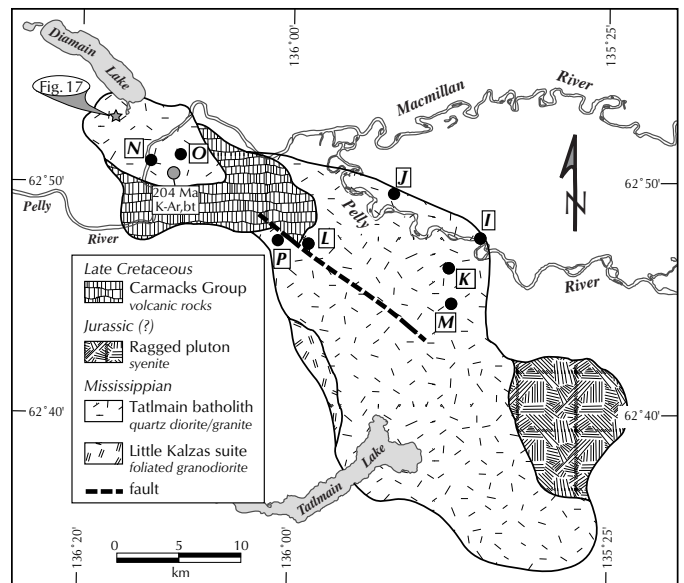 136°00'
135°25'
Diamain
Lake
Fig. 17
Macmillan
River
N
O
J
62°50'
204 Ma
K-Ar,bt
62°50'
Pelly
Pelly
N
River
I
P
L
K
River
M
Late Cretaceous
Carmacks Group
volcanic rocks
Jurassic (?)
Ragged pluton
syenite
Mississippian
Tatlmain batholith
quartz diorite/granite
Little Kalzas suite
foliated granodiorite
fault
62°40'
62°40'
Tatlmain
Lake
136°20'
0 5 10
km
136°00'
135°25'